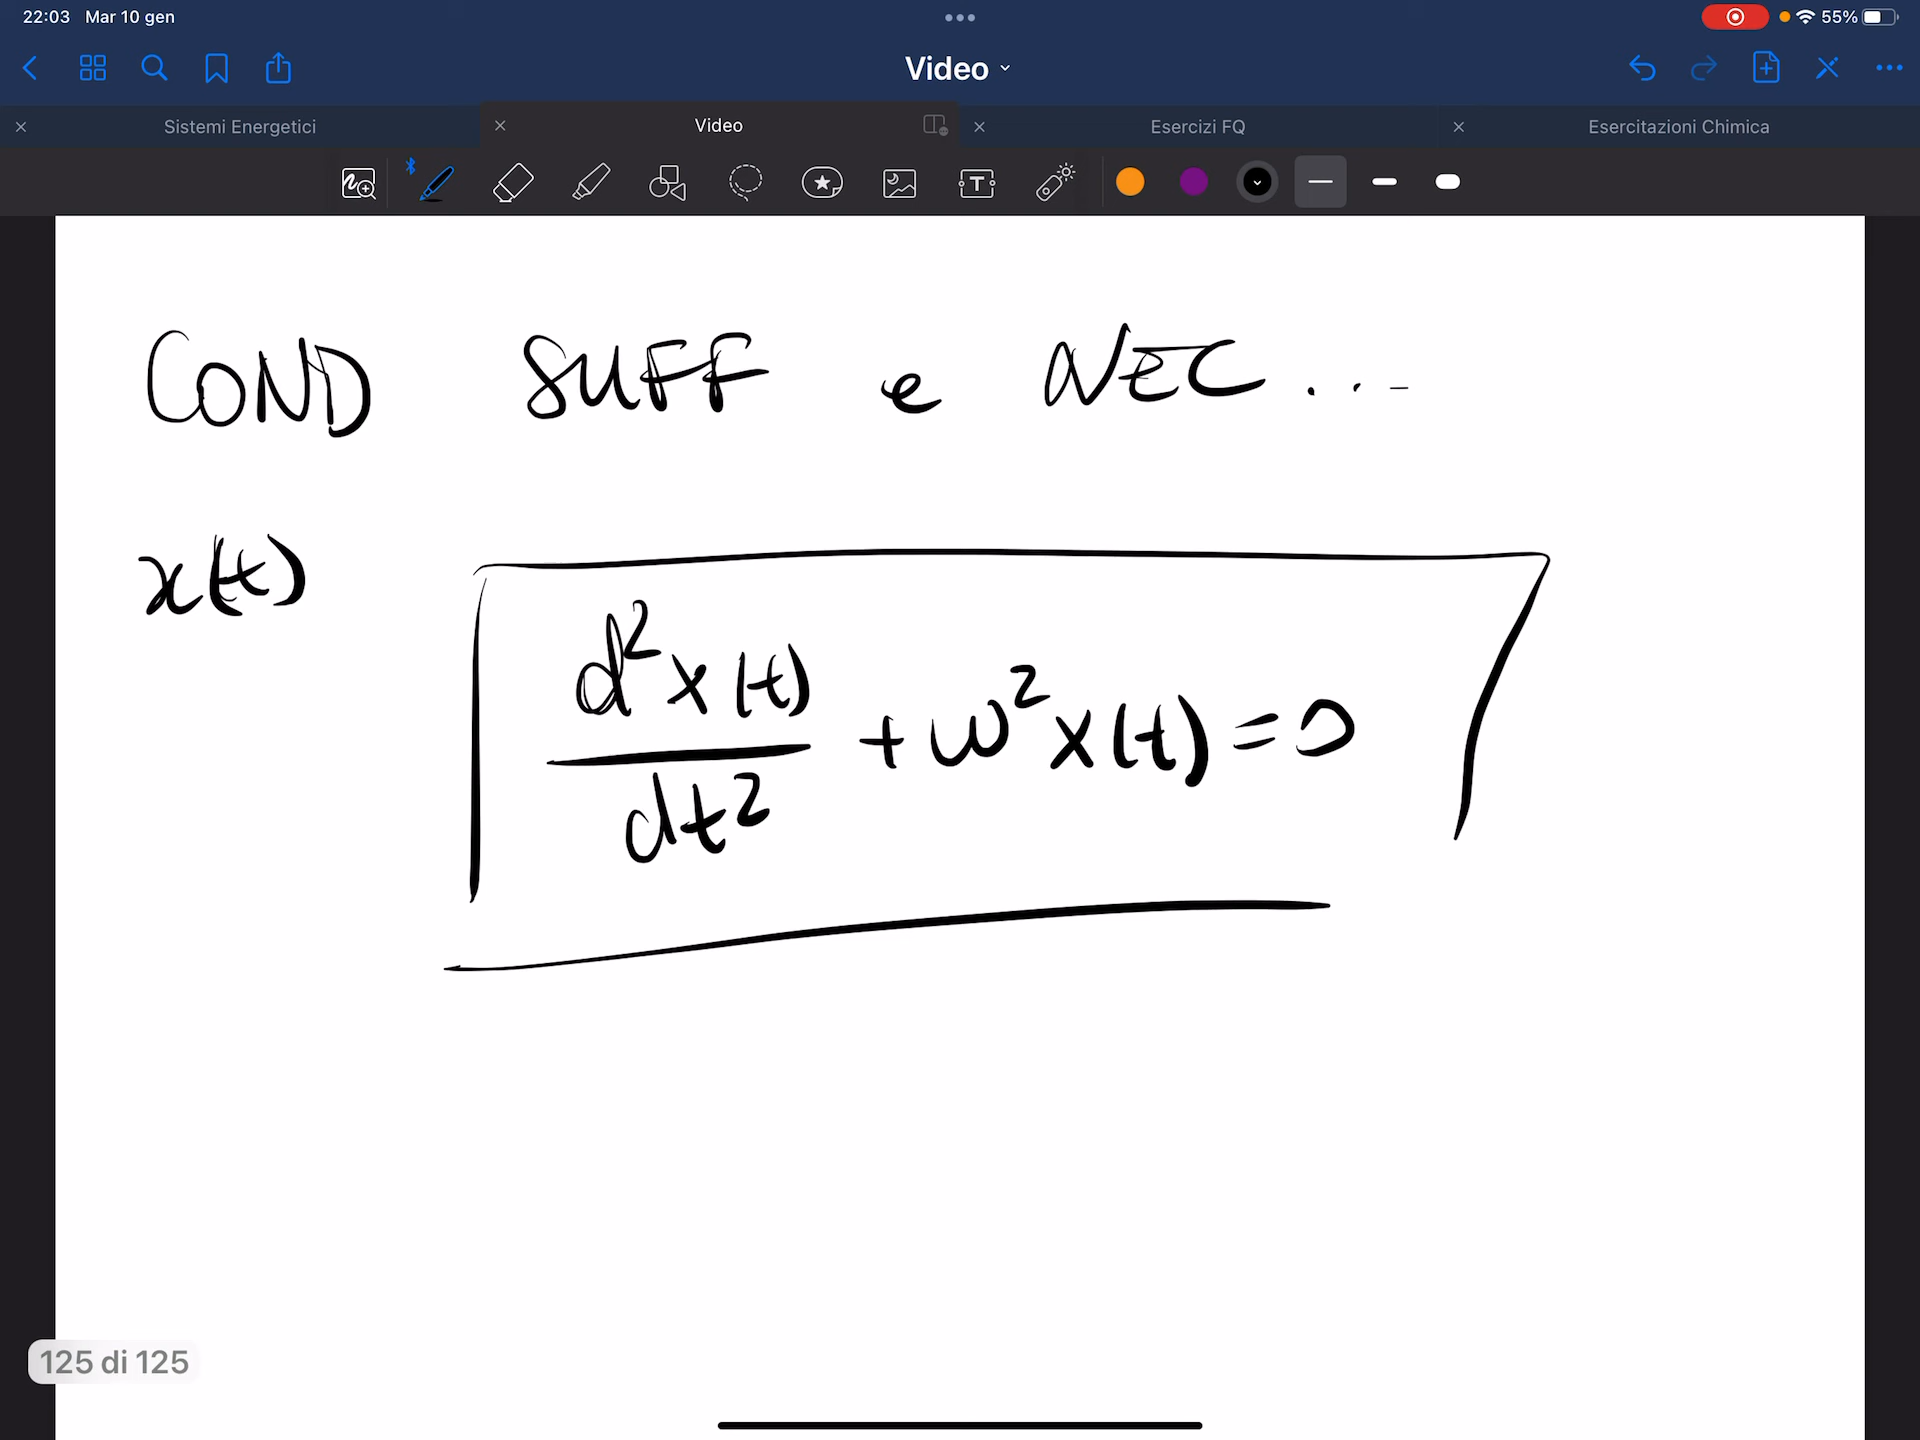 22:03 Mar 10 gen 55%
Video
Sistemi Energetici Video Esercizi FQ Esercitazioni Chimica
COND SUFF e NEC ...
x(t)
d²x(t)
+ω²x(t)=0
dt²
125 di 125